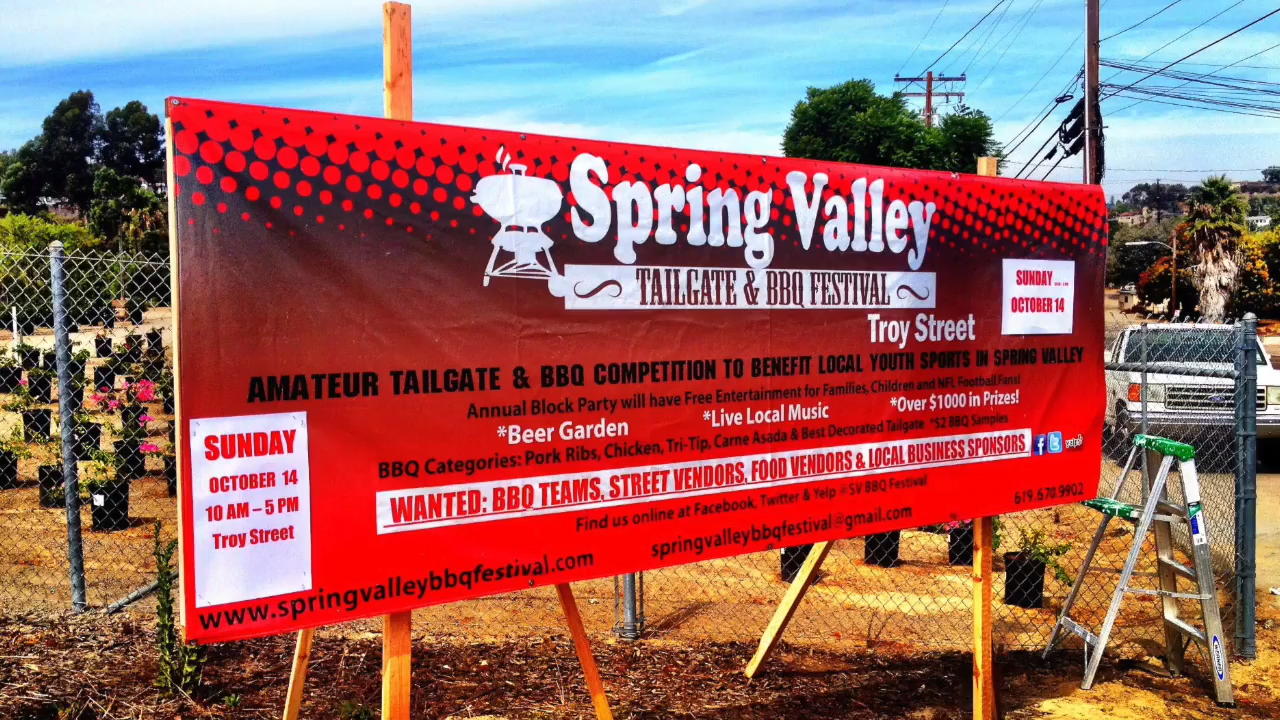 Spring Valley
TAILGATE & BBQ FESTIVAL
Troy Street
SUNDAY
OCTOBER 14
AMATEUR TAILGATE & BBQ COMPETITION TO BENEFIT LOCAL YOUTH SPORTS IN SPRING VALLEY
Annual Block Party will have Free Entertainment for Families, Children and NFL Football Fans!
*Beer Garden *Live Local Music *Over $1000 in Prizes!
BBQ Categories: Pork Ribs, Chicken, Tri-Tip, Carne Asada & Best Decorated Tailgate *$2 BBQ Samples
WANTED: BBQ TEAMS, STREET VENDORS, FOOD VENDORS & LOCAL BUSINESS SPONSORS
f t yelp
Find us online at Facebook, Twitter & Yelp @SV BBQ Festival
619.670.9902
www.springvalleybbqfestival.com springvalleybbqfestival@gmail.com
SUNDAY
OCTOBER 14
10 AM – 5 PM
Troy Street